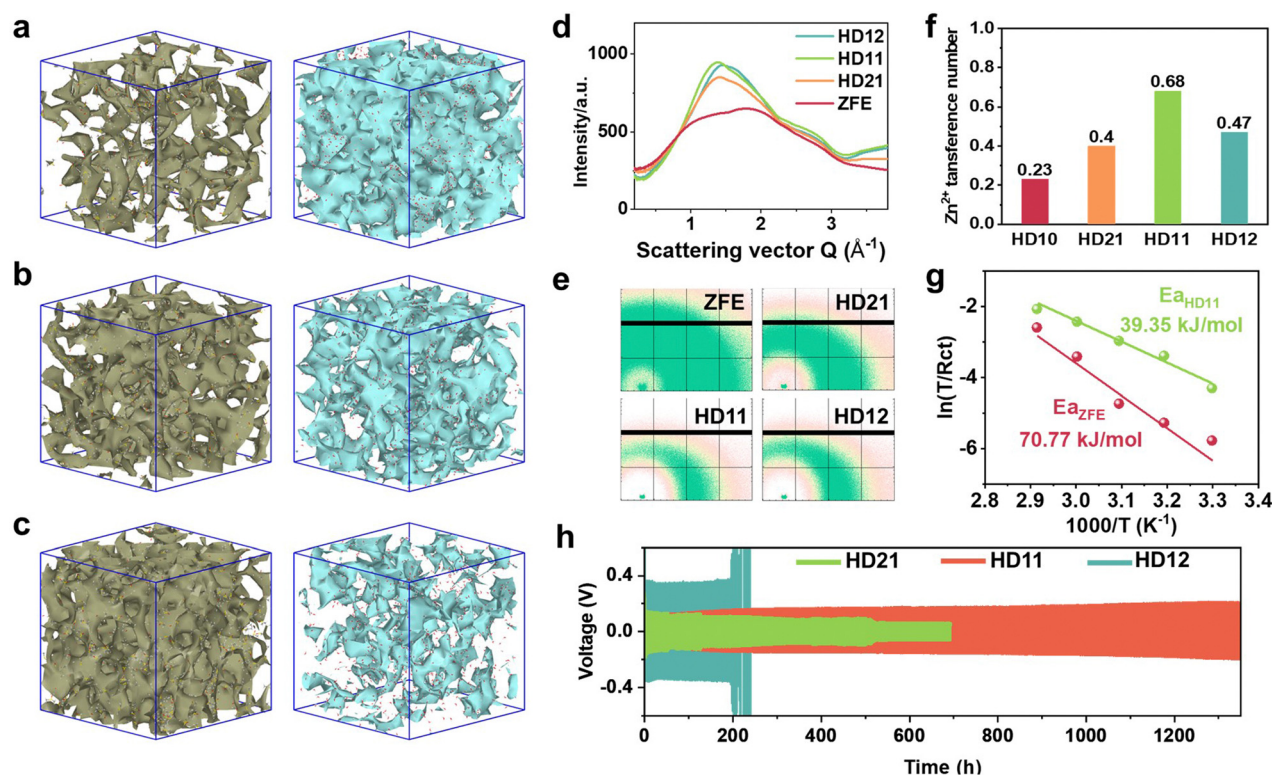 a
b
c
d
Intensity/a.u.
1000
500
0
1 2 3
Scattering vector Q (Å⁻¹)
HD12
HD11
HD21
ZFE
e
ZFE
HD21
HD11
HD12
f
Zn²⁺ tansference number
1.0
0.8
0.6
0.4
0.2
0.0
0.23
0.4
0.68
0.47
HD10 HD21 HD11 HD12
g
ln(T/Rct)
-2
-4
-6
Ea_HD11
39.35 kJ/mol
Ea_ZFE
70.77 kJ/mol
2.8 2.9 3.0 3.1 3.2 3.3 3.4
1000/T (K⁻¹)
h
HD21 HD11 HD12
Voltage (V)
0.4
0.0
-0.4
0 200 400 600 800 1000 1200
Time (h)